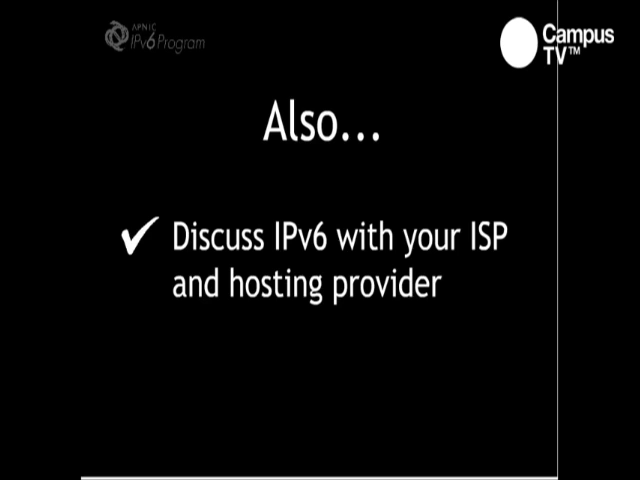 APNIC
IPv6 Program
Campus
TV™
Also...
✓ Discuss IPv6 with your ISP
and hosting provider